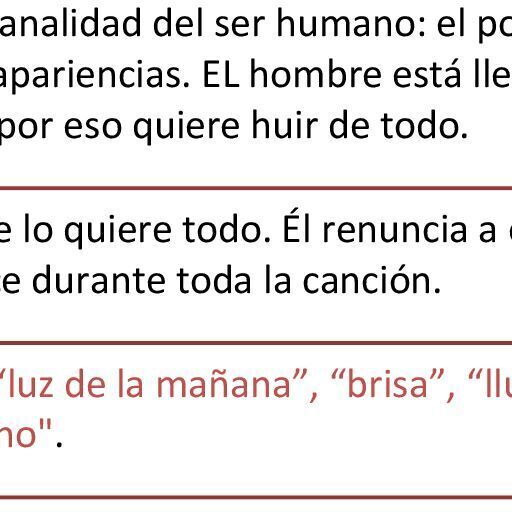 analidad del ser humano: el po
apariencias. EL hombre está lle
por eso quiere huir de todo.
e lo quiere todo. Él renuncia a
e durante toda la canción.
“luz de la mañana”, “brisa”, “llu
no".